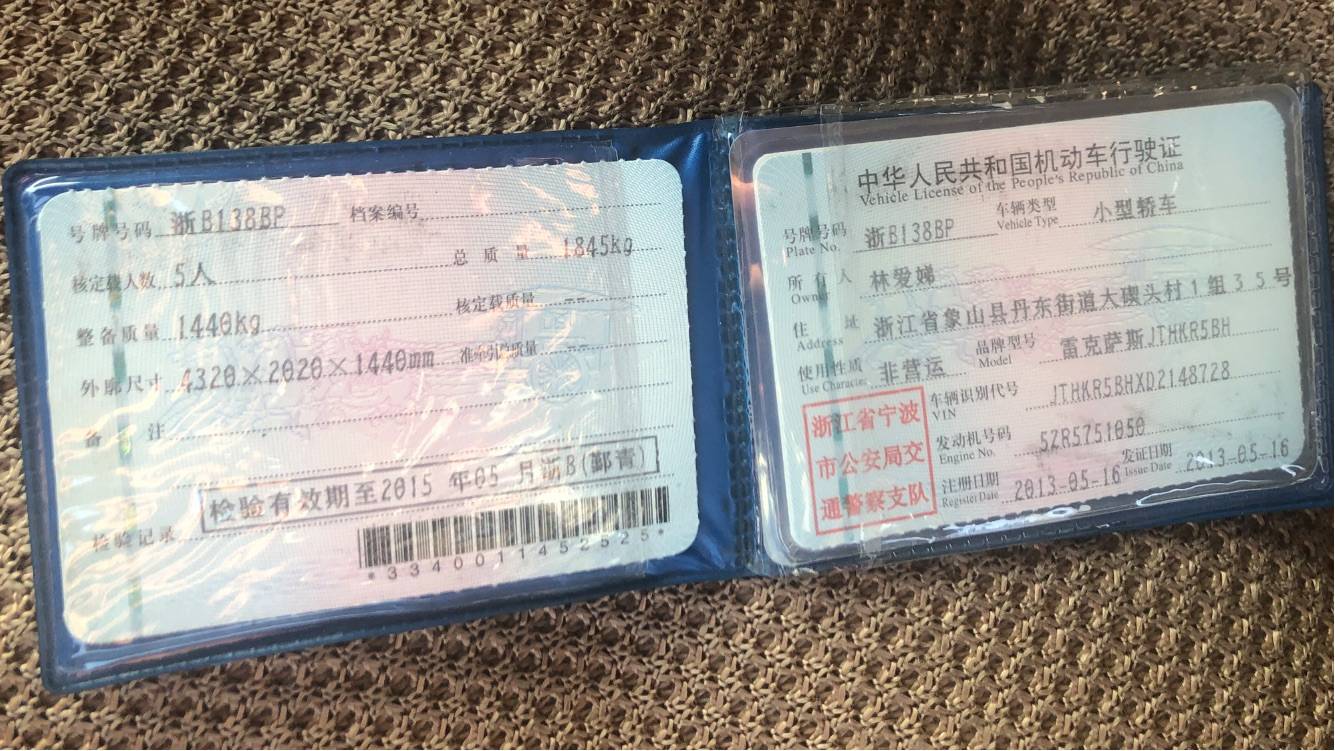 号牌号码 浙B138BP 档案编号
核定载人数 5人 总质量 1845kg
整备质量 1440kg 核定载质量 --
外廓尺寸 4320×2020×1440mm 准牵引总质量 --
备注
检验有效期至2015 年05 月浙B(鄞青)
检验记录
*3340011452525*
中华人民共和国机动车行驶证
Vehicle License of the People's Republic of China
号牌号码 浙B138BP 车辆类型 小型轿车
Plate No. Vehicle Type
所有人 林爱娣
Owner
住址 浙江省象山县丹东街道大碶头村1组35号
Address
使用性质 非营运 品牌型号 雷克萨斯JTHKR5BH
Use Character Model
浙江省宁波
市公安局交
通警察支队
车辆识别代号 JTHKR5BHXD2148728
VIN
发动机号码 5ZR5751050
Engine No.
注册日期 2013-05-16 发证日期 2013-05-16
Register Date Issue Date